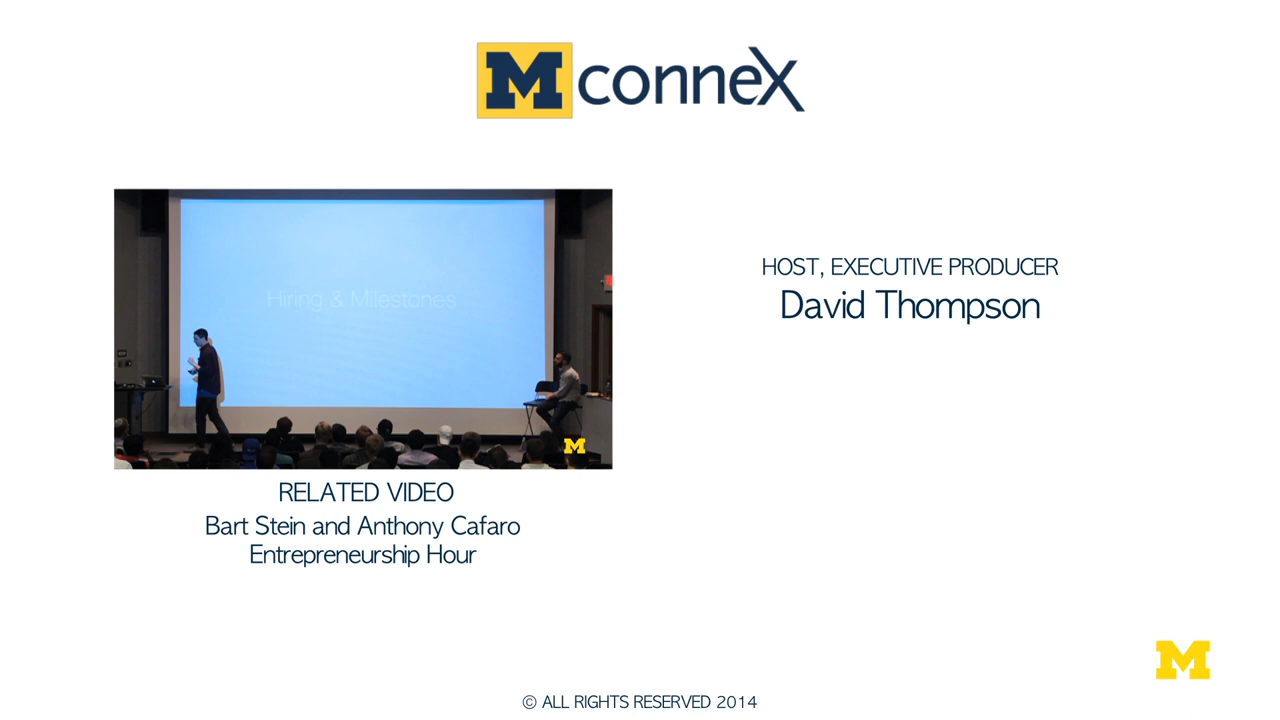 M conneX
Hiring & Milestones
M
RELATED VIDEO
Bart Stein and Anthony Cafaro
Entrepreneurship Hour
HOST, EXECUTIVE PRODUCER
David Thompson
M
© ALL RIGHTS RESERVED 2014